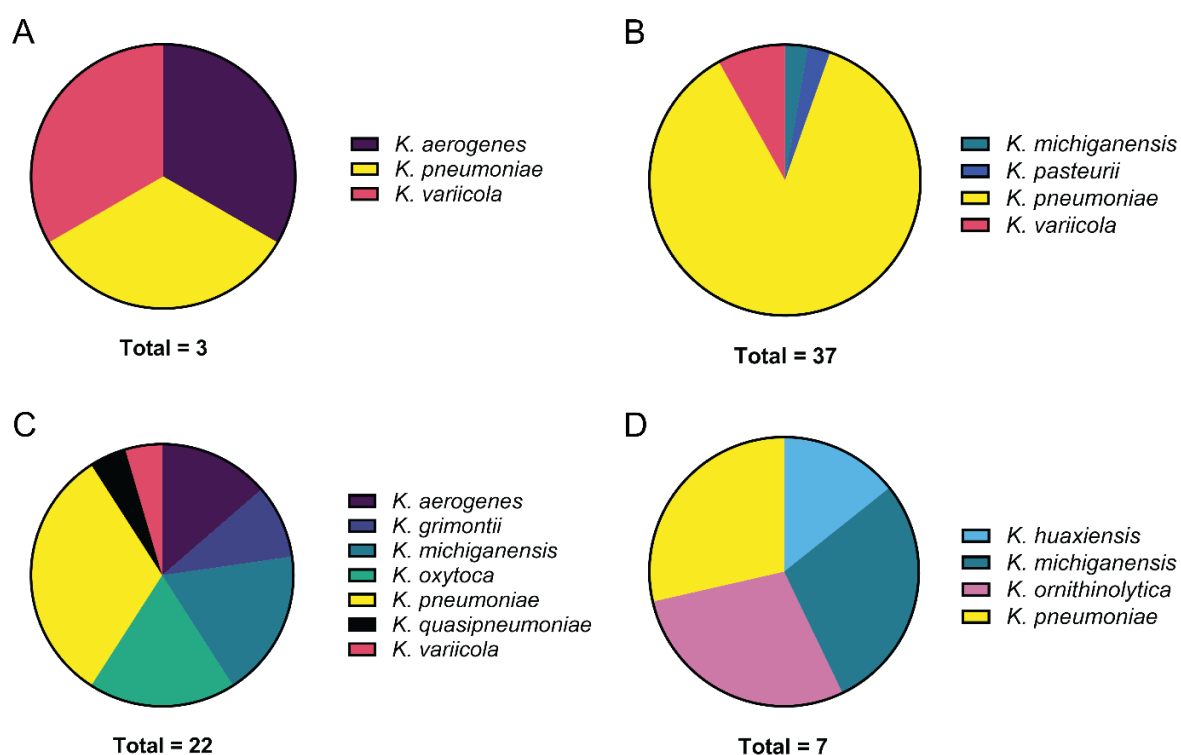 A
K. aerogenes
K. pneumoniae
K. variicola
Total = 3
B
K. michiganensis
K. pasteurii
K. pneumoniae
K. variicola
Total = 37
C
K. aerogenes
K. grimontii
K. michiganensis
K. oxytoca
K. pneumoniae
K. quasipneumoniae
K. variicola
Total = 22
D
K. huaxiensis
K. michiganensis
K. ornithinolytica
K. pneumoniae
Total = 7